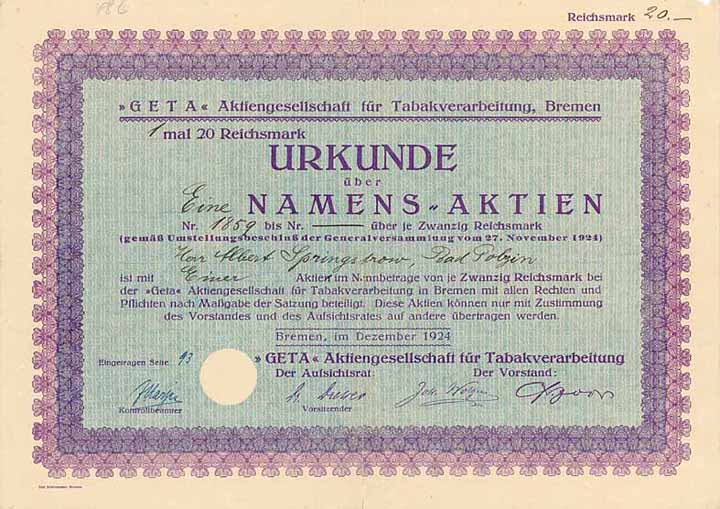 Reichsmark 20.—
»GETA« Aktiengesellschaft für Tabakverarbeitung, Bremen
1 mal 20 Reichsmark
URKUNDE
über
Eine NAMENS-AKTIEN
Nr. 1859 bis Nr. — über je Zwanzig Reichsmark
(gemäß Umstellungsbeschluß der Generalversammlung vom 27. November 1924)
Herr Albert Springstrow, Bad Polzin
ist mit Einer Aktie im Nennbetrage von je Zwanzig Reichsmark bei
der »Geta« Aktiengesellschaft für Tabakverarbeitung in Bremen mit allen Rechten und
Pflichten nach Maßgabe der Satzung beteiligt. Diese Aktien können nur mit Zustimmung
des Vorstandes und des Aufsichtsrates auf andere übertragen werden.
Bremen, im Dezember 1924
Eingetragen Seite 93
»GETA« Aktiengesellschaft für Tabakverarbeitung
Der Aufsichtsrat: Der Vorstand:
Kontrollbeamter Vorsitzender